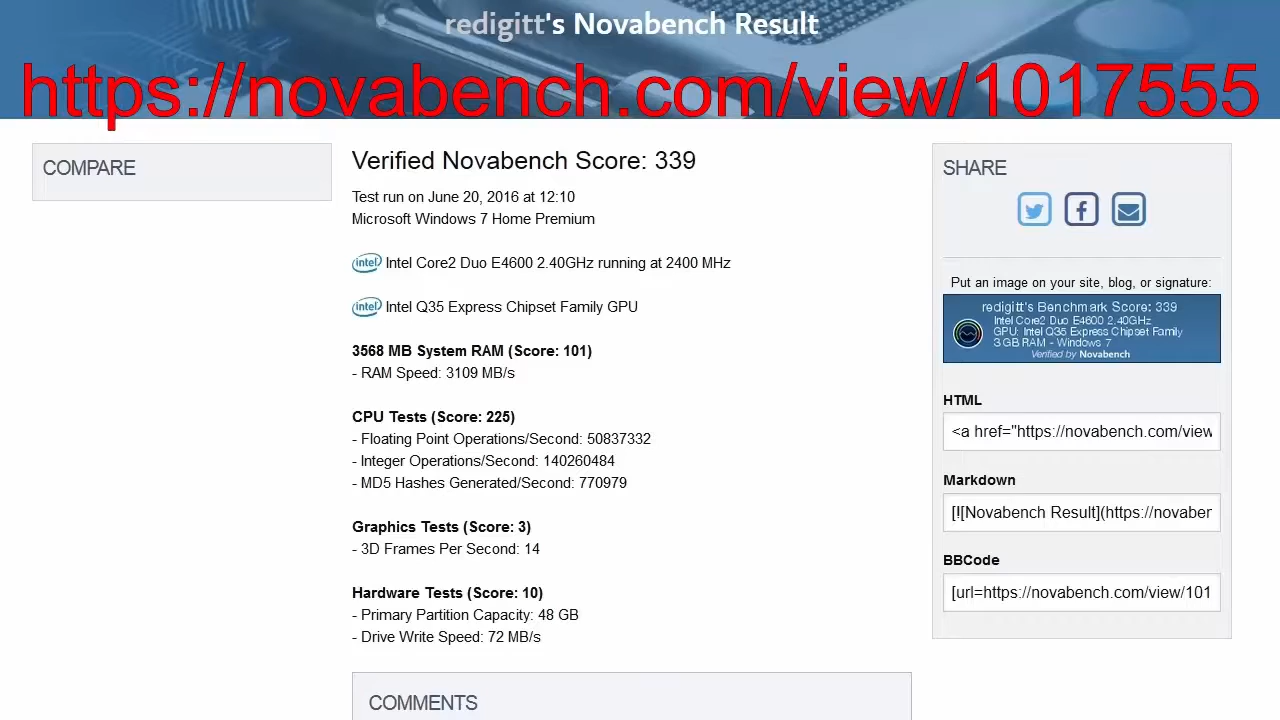 redigitt's Novabench Result
https://novabench.com/view/1017555
COMPARE
Verified Novabench Score: 339
Test run on June 20, 2016 at 12:10
Microsoft Windows 7 Home Premium
intel Intel Core2 Duo E4600 2.40GHz running at 2400 MHz
intel Intel Q35 Express Chipset Family GPU
3568 MB System RAM (Score: 101)
- RAM Speed: 3109 MB/s
CPU Tests (Score: 225)
- Floating Point Operations/Second: 50837332
- Integer Operations/Second: 140260484
- MD5 Hashes Generated/Second: 770979
Graphics Tests (Score: 3)
- 3D Frames Per Second: 14
Hardware Tests (Score: 10)
- Primary Partition Capacity: 48 GB
- Drive Write Speed: 72 MB/s
COMMENTS
SHARE
Put an image on your site, blog, or signature:
redigitt's Benchmark Score: 339
Intel Core2 Duo E4600 2.40GHz
GPU: Intel Q35 Express Chipset Family
3 GB RAM - Windows 7
Verified by Novabench
HTML
<a href="https://novabench.com/view
Markdown
[![Novabench Result](https://novaben
BBCode
[url=https://novabench.com/view/101